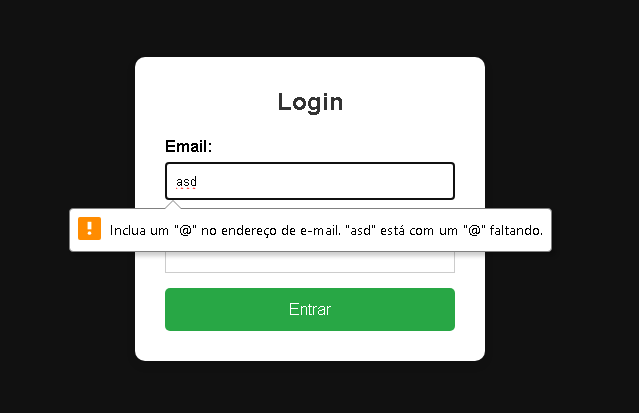 Login
Email:
asd
Inclua um "@" no endereço de e-mail. "asd" está com um "@" faltando.
Entrar